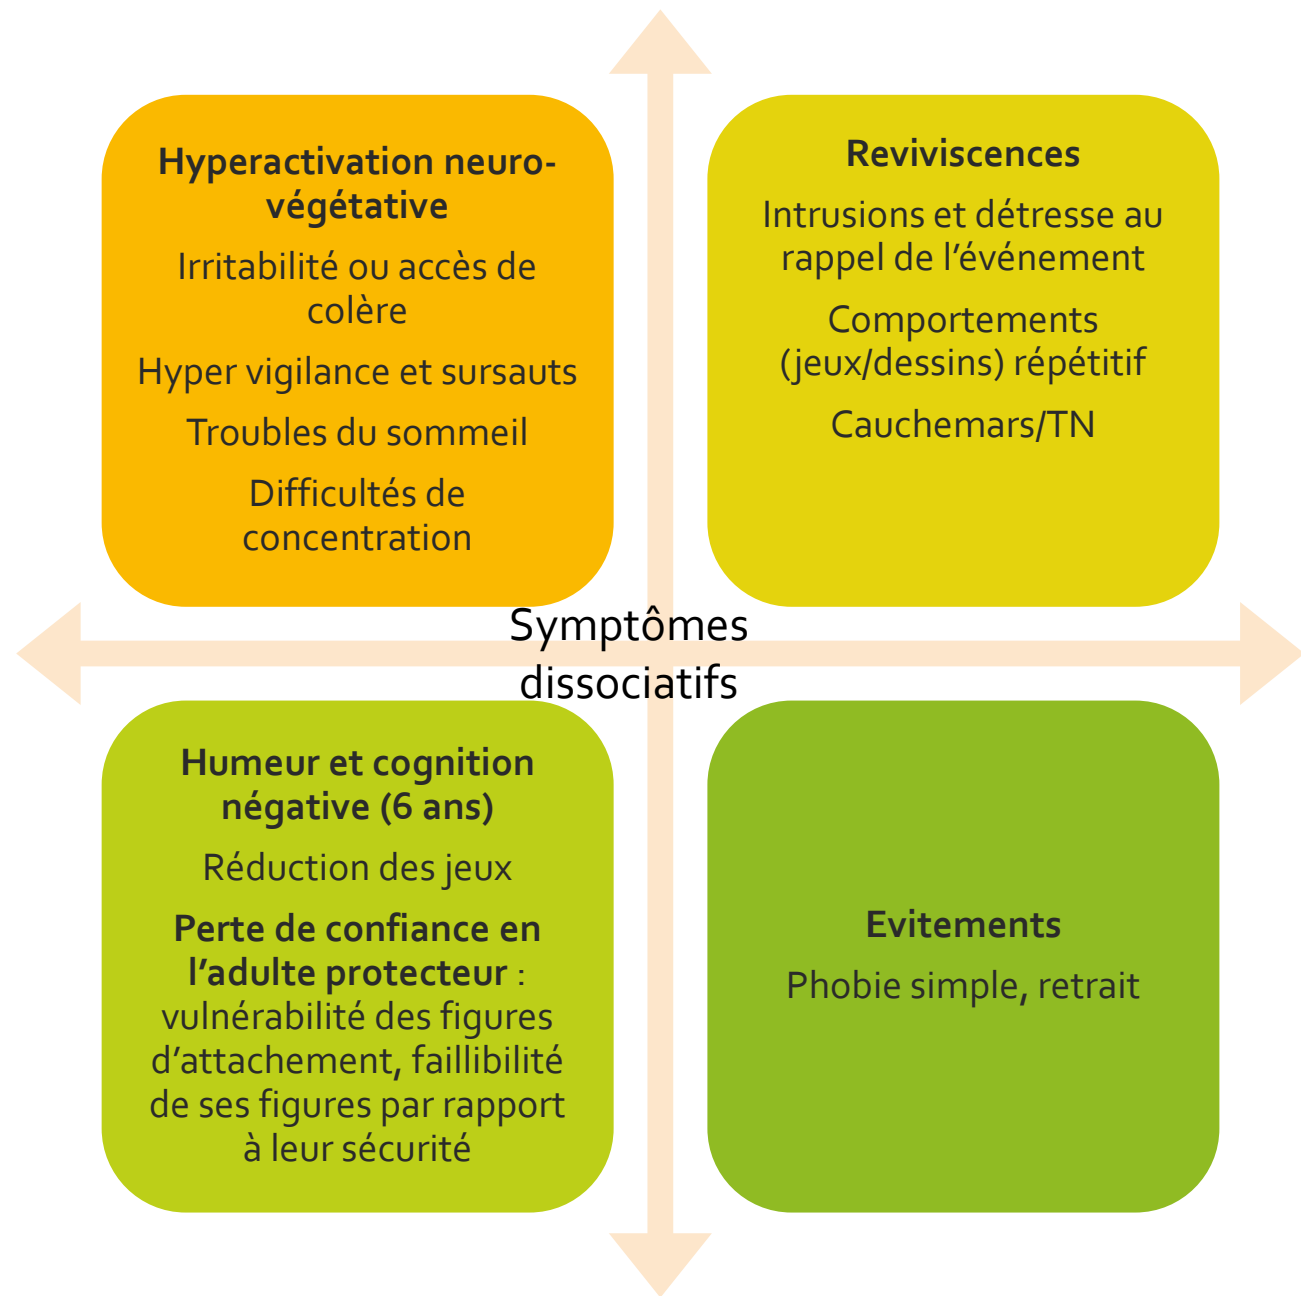 Hyperactivation neuro-
végétative
Irritabilité ou accès de
colère
Hyper vigilance et sursauts
Troubles du sommeil
Difficultés de
concentration
Reviviscences
Intrusions et détresse au
rappel de l’événement
Comportements
(jeux/dessins) répétitif
Cauchemars/TN
Symptômes
dissociatifs
Humeur et cognition
négative (6 ans)
Réduction des jeux
Perte de confiance en
l’adulte protecteur :
vulnérabilité des figures
d’attachement, faillibilité
de ses figures par rapport
à leur sécurité
Evitements
Phobie simple, retrait